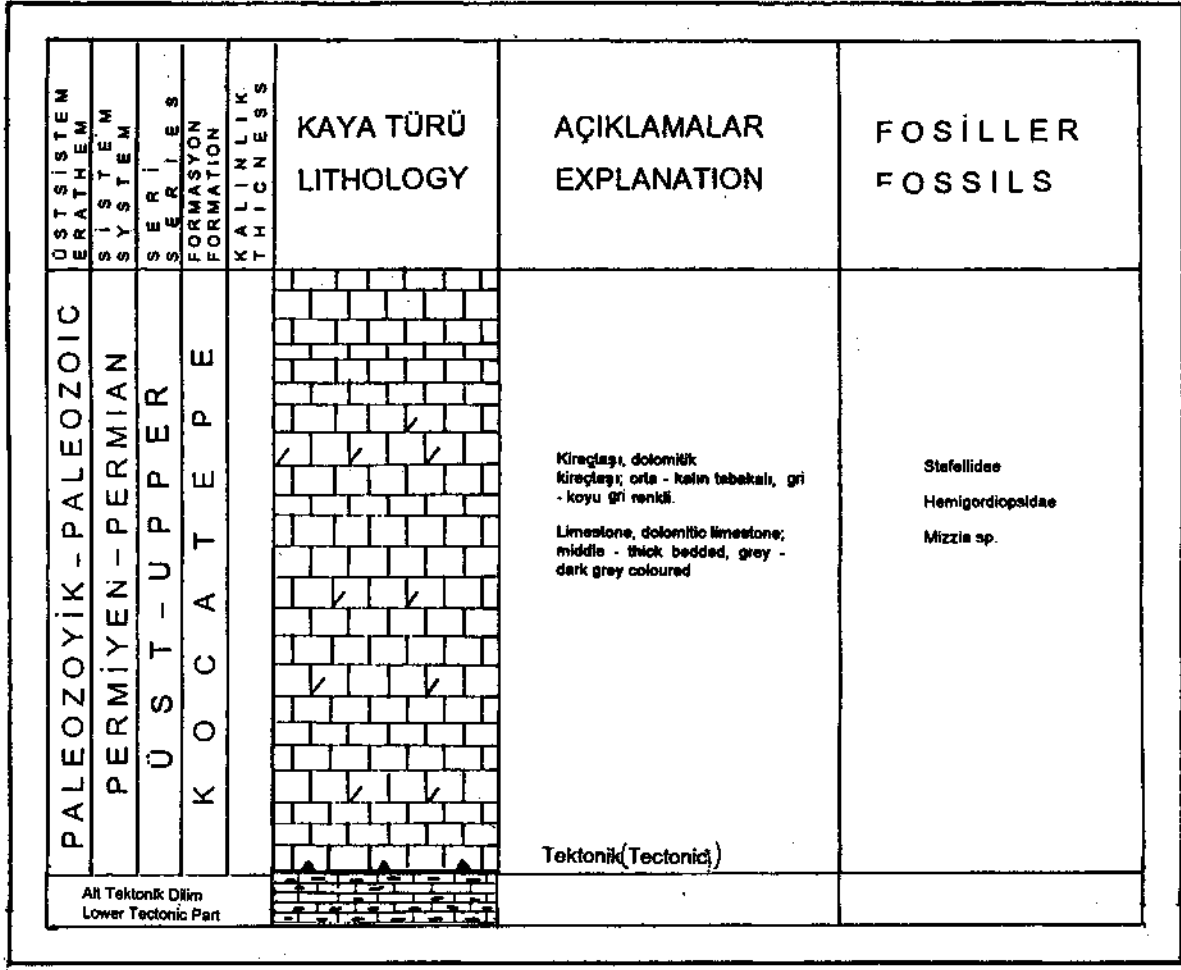 ÜST SİSTEM
ERATHEM
SİSTEM
SYSTEM
SERİ
SERİES
FORMASYON
FORMATION
KALINLIK
THICNESS
KAYA TÜRÜ
LITHOLOGY
AÇIKLAMALAR
EXPLANATION
FOSİLLER
FOSSILS
PALEOZOYİK-PALEOZOIC
PERMİYEN-PERMIAN
ÜST-UPPER
KOCATEPE
Kireçtaşı, dolomitik
kireçtaşı; orta - kalın tabakalı, gri
- koyu gri renkli.
Limestone, dolomitic limestone;
middle - thick bedded, grey -
dark grey coloured
Stafellidae
Hemigordiopsidae
Mizzia sp.
Tektonik(Tectonic)
Alt Tektonik Dilim
Lower Tectonic Part